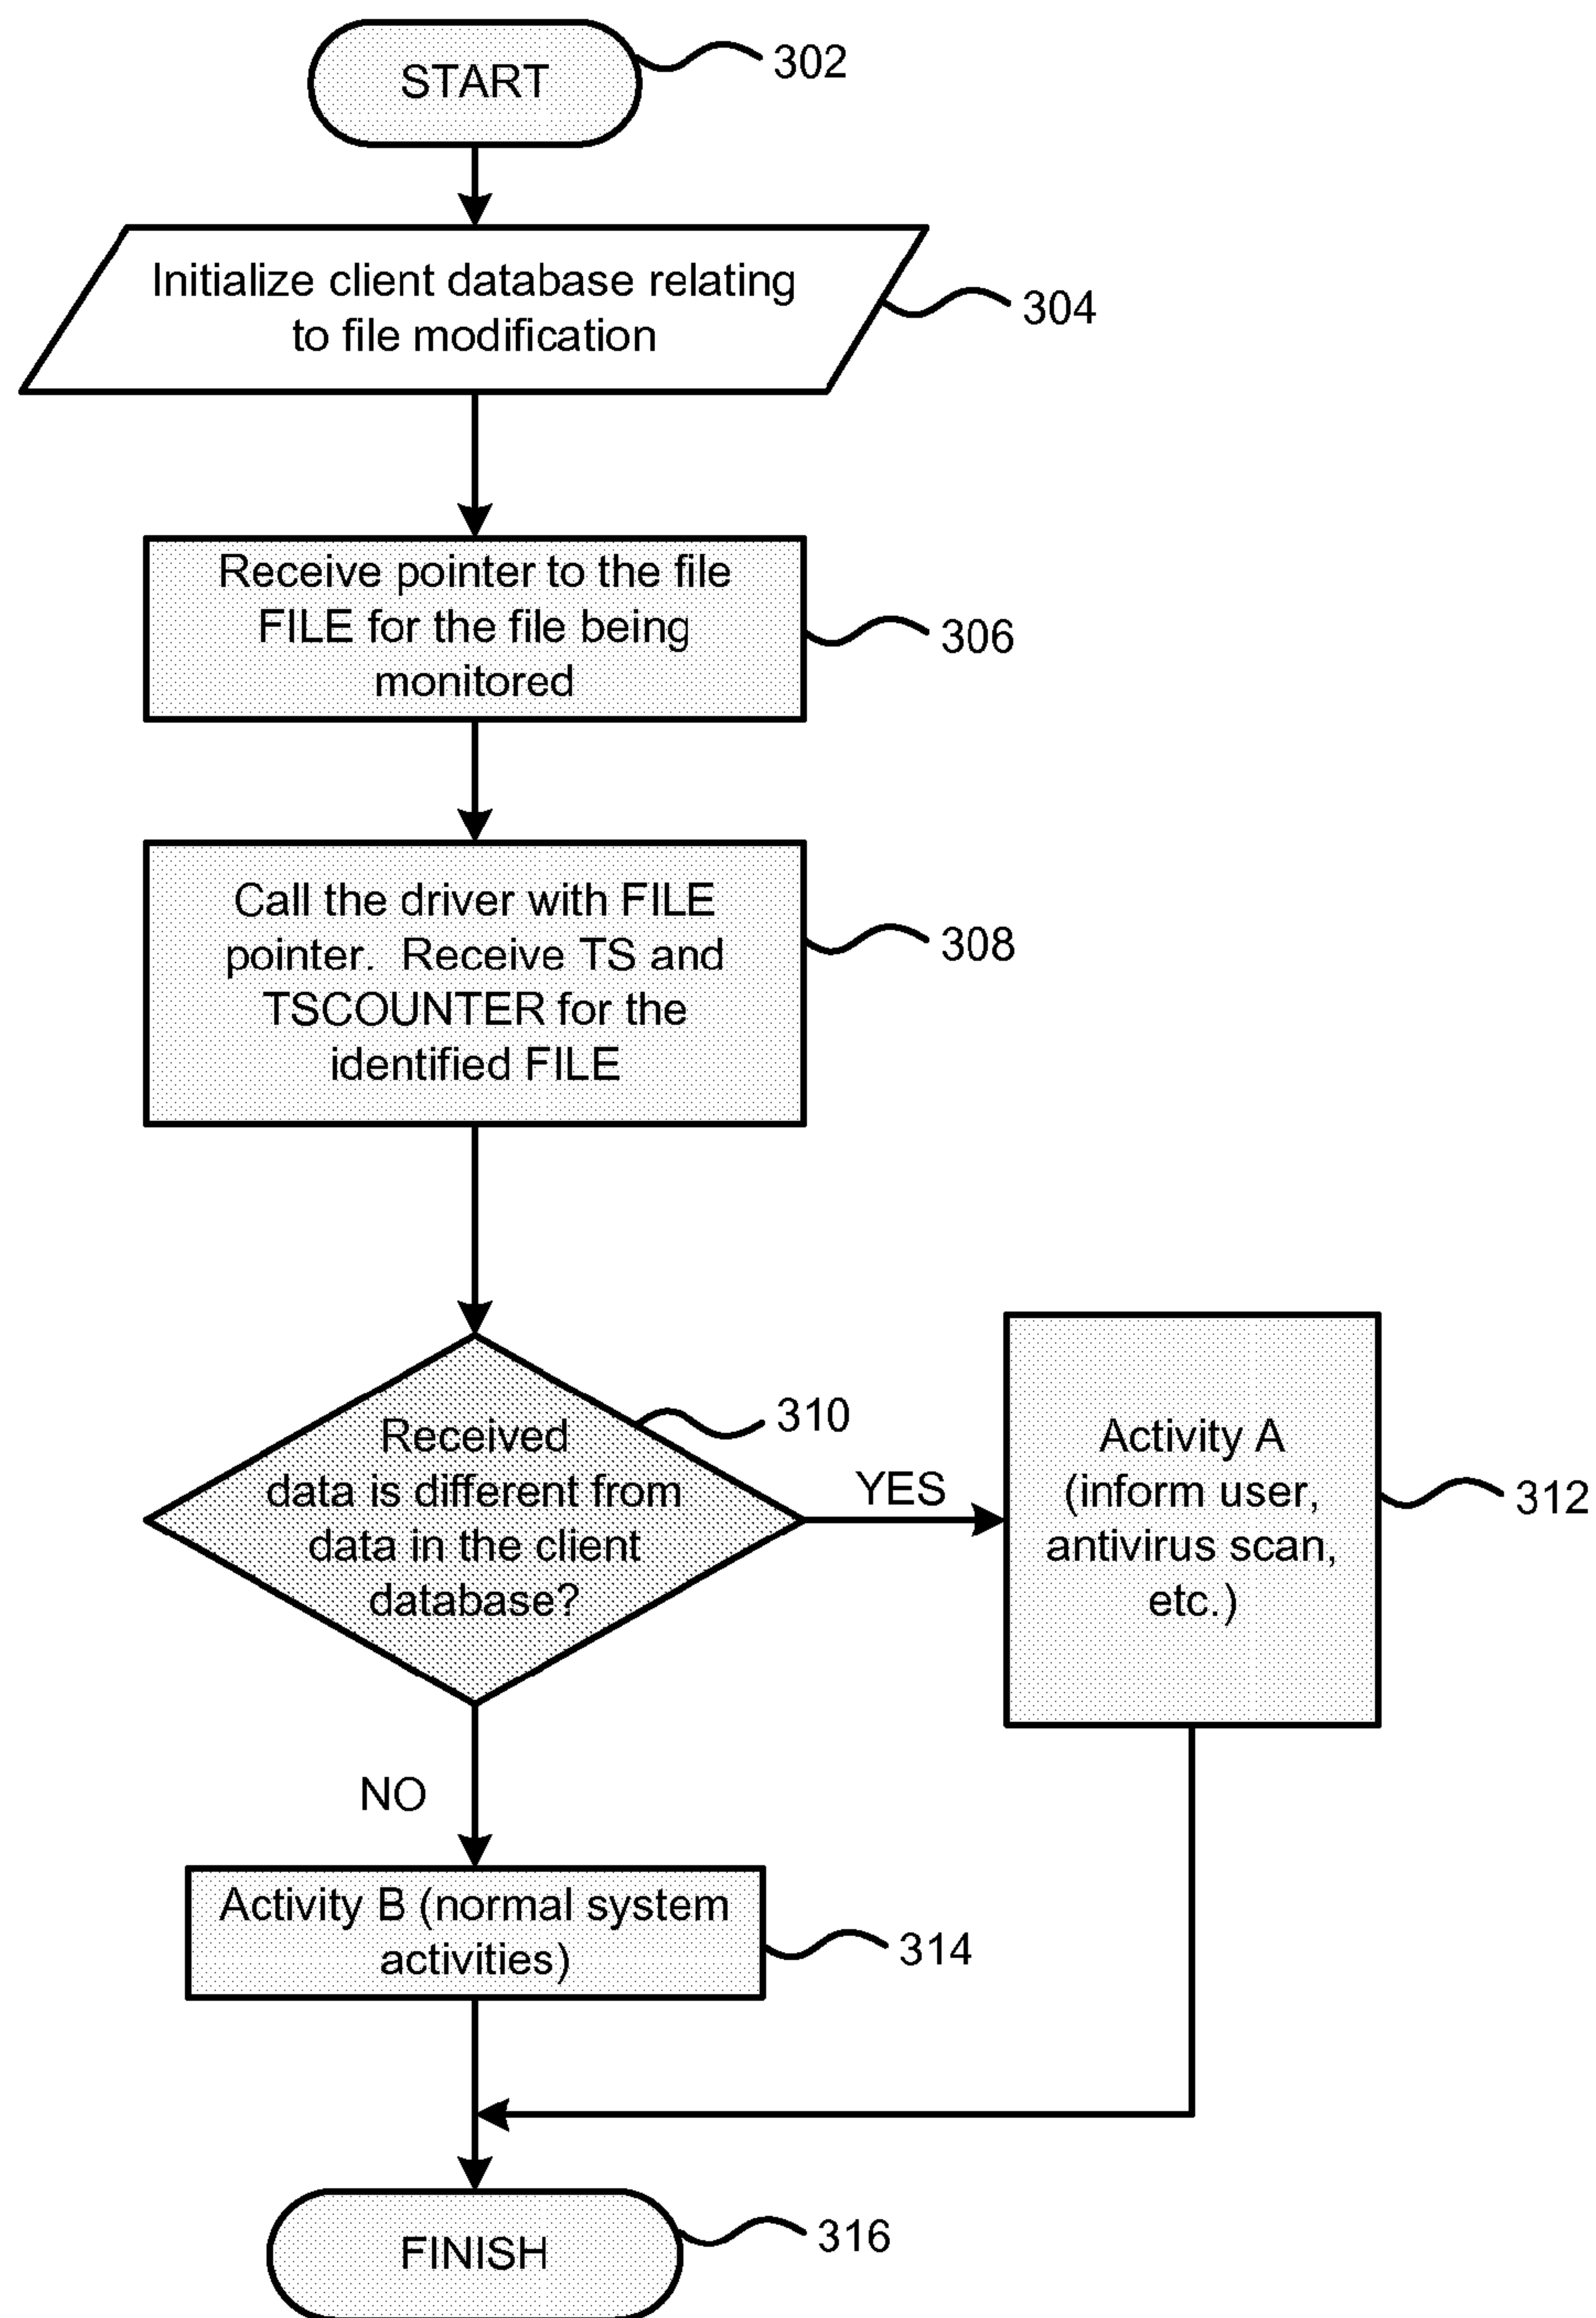 START
302
Initialize client database relating
to file modification
304
Receive pointer to the file
FILE for the file being
monitored
306
Call the driver with FILE
pointer.  Receive TS and
TSCOUNTER for the
identified FILE
308
Received
data is different from
data in the client
database?
310
YES
Activity A
(inform user,
antivirus scan,
etc.)
312
NO
Activity B (normal system
activities)
314
FINISH
316